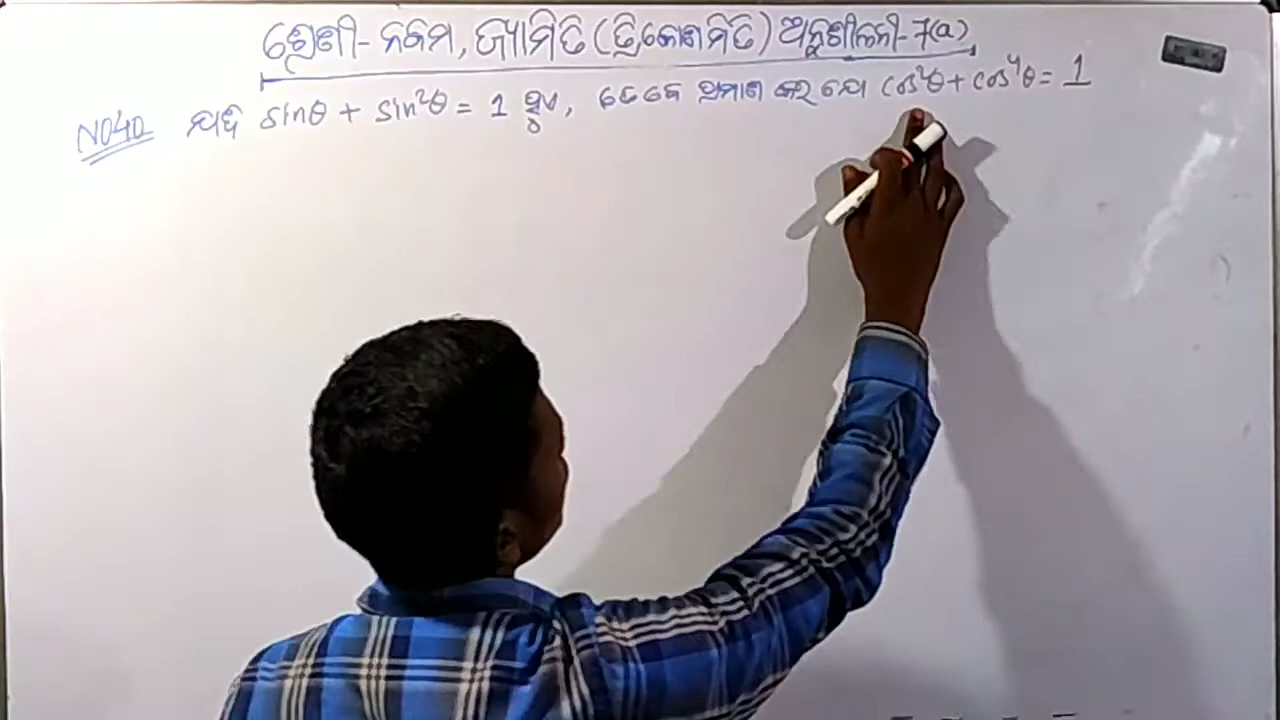 ଶ୍ରେଣୀ- ନବମ, ଜ୍ୟାମିତି (ତ୍ରିକୋଣମିତି) ଅନୁଶୀଳନୀ-7(a)
NO40 ଯଦି sinθ + sin²θ = 1 ହୁଏ, ତେବେ ପ୍ରମାଣ କର ଯେ cos²θ + cos⁴θ = 1